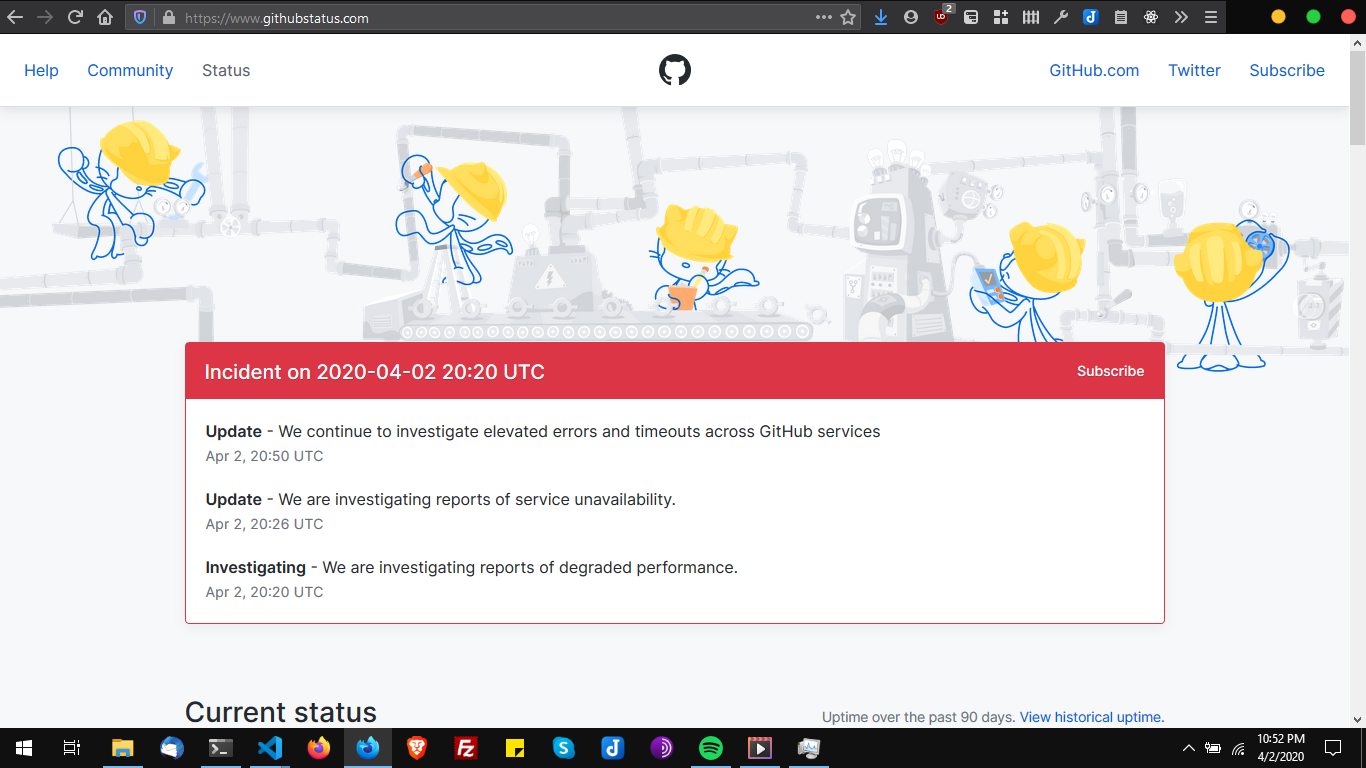 https://www.githubstatus.com
2
Help Community Status GitHub.com Twitter Subscribe
Incident on 2020-04-02 20:20 UTC Subscribe
Update - We continue to investigate elevated errors and timeouts across GitHub services
Apr 2, 20:50 UTC
Update - We are investigating reports of service unavailability.
Apr 2, 20:26 UTC
Investigating - We are investigating reports of degraded performance.
Apr 2, 20:20 UTC
Current status Uptime over the past 90 days. View historical uptime.
10:52 PM
4/2/2020